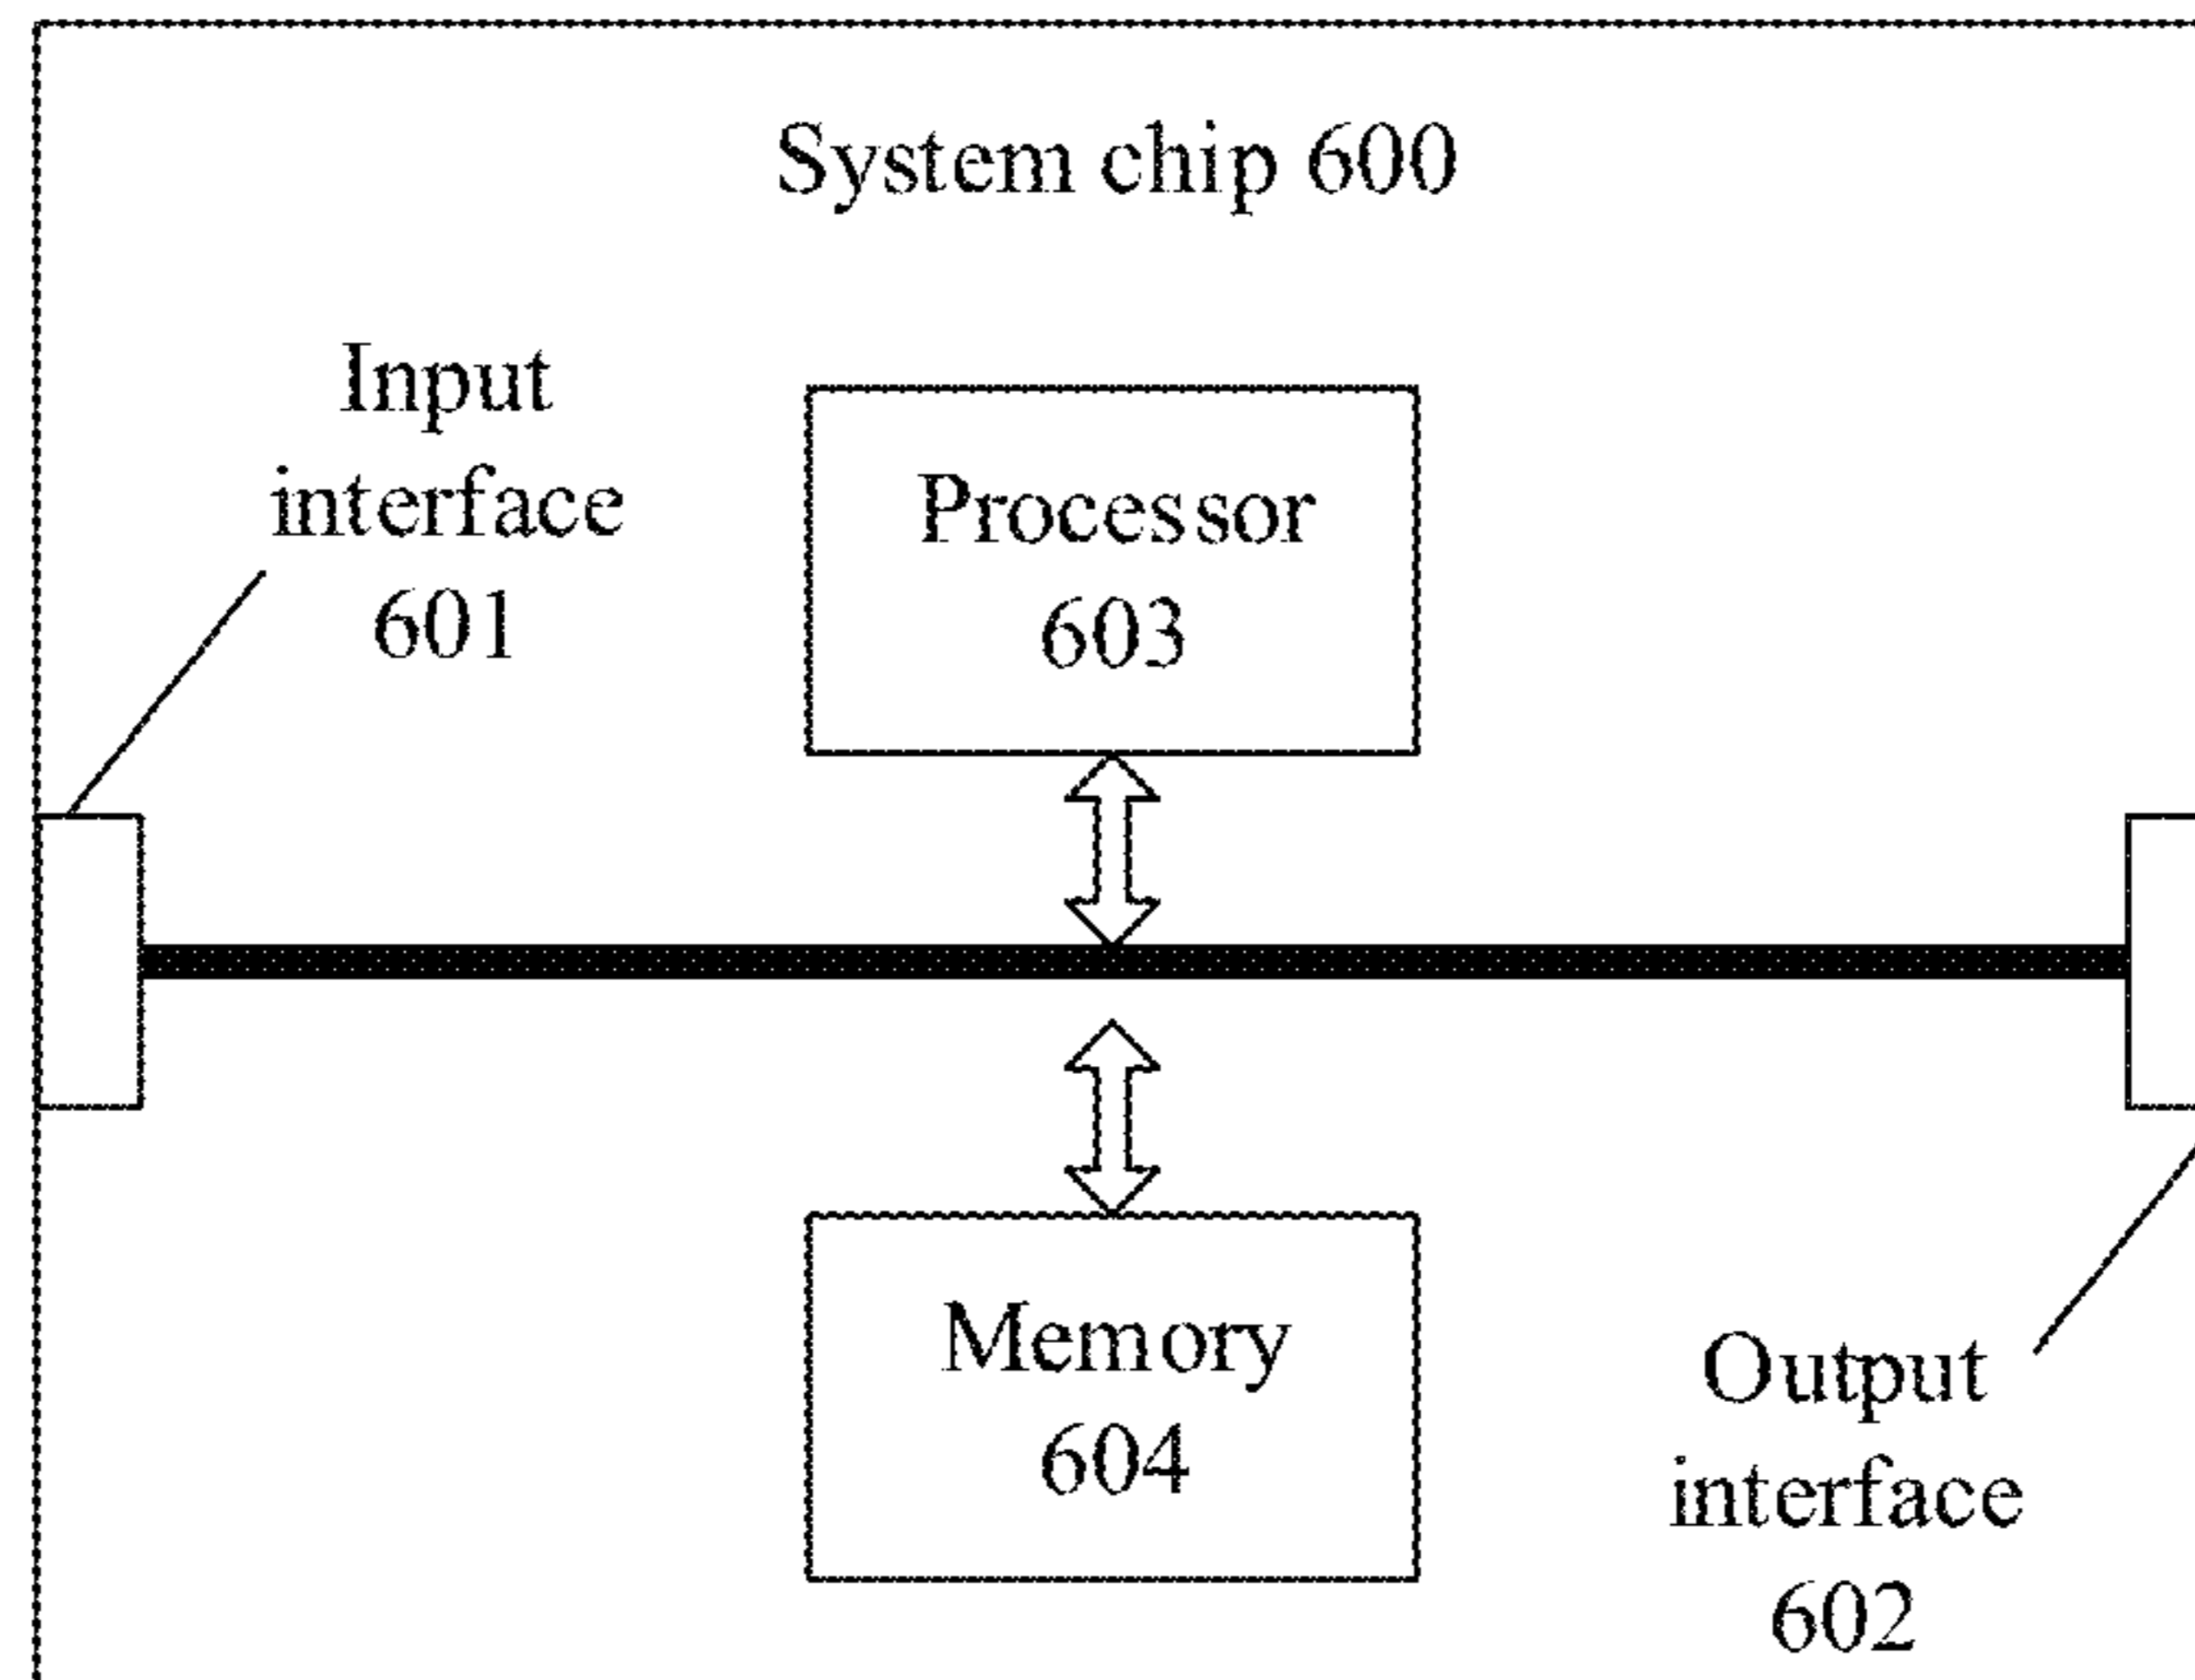 System chip 600
Input
interface
601
Processor
603
Memory
604
Output
interface
602